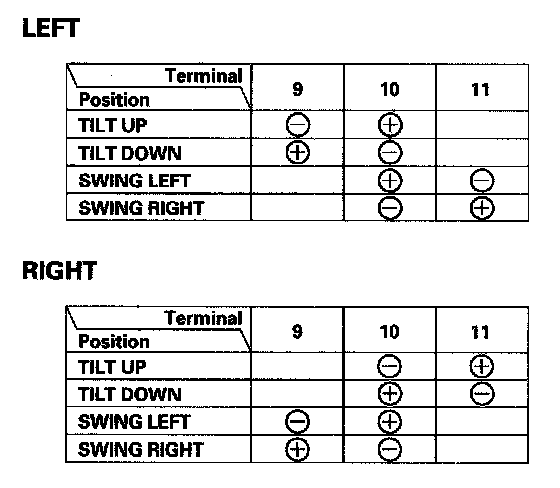 LEFT
Terminal
Position 9 10 11
TILT UP ⊖ ⊕
TILT DOWN ⊕ ⊖
SWING LEFT ⊕ ⊖
SWING RIGHT ⊖ ⊕
RIGHT
Terminal
Position 9 10 11
TILT UP ⊖ ⊕
TILT DOWN ⊕ ⊖
SWING LEFT ⊖ ⊕
SWING RIGHT ⊕ ⊖